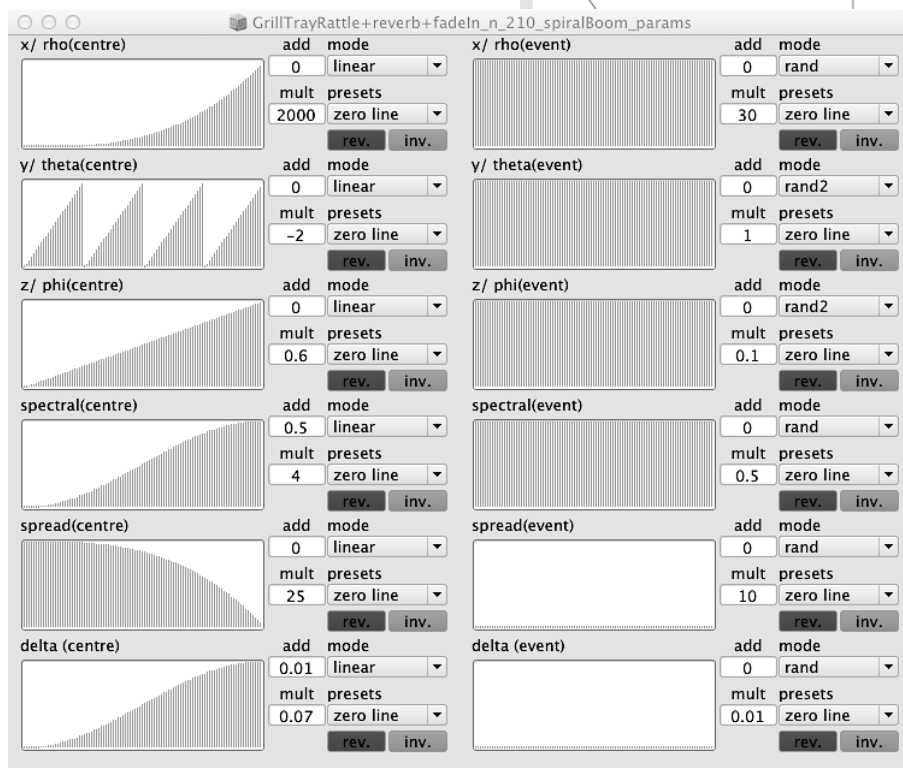 GrillTrayRattle+reverb+fadeIn_n_210_spiralBoom_params
x/ rho(centre) add mode
0 linear
mult presets
2000 zero line
rev. inv.
x/ rho(event) add mode
0 rand
mult presets
30 zero line
rev. inv.
y/ theta(centre) add mode
0 linear
mult presets
-2 zero line
rev. inv.
y/ theta(event) add mode
0 rand2
mult presets
1 zero line
rev. inv.
z/ phi(centre) add mode
0 linear
mult presets
0.6 zero line
rev. inv.
z/ phi(event) add mode
0 rand2
mult presets
0.1 zero line
rev. inv.
spectral(centre) add mode
0.5 linear
mult presets
4 zero line
rev. inv.
spectral(event) add mode
0 rand
mult presets
0.5 zero line
rev. inv.
spread(centre) add mode
0 linear
mult presets
25 zero line
rev. inv.
spread(event) add mode
0 rand
mult presets
10 zero line
rev. inv.
delta (centre) add mode
0.01 linear
mult presets
0.07 zero line
rev. inv.
delta (event) add mode
0 rand
mult presets
0.01 zero line
rev. inv.